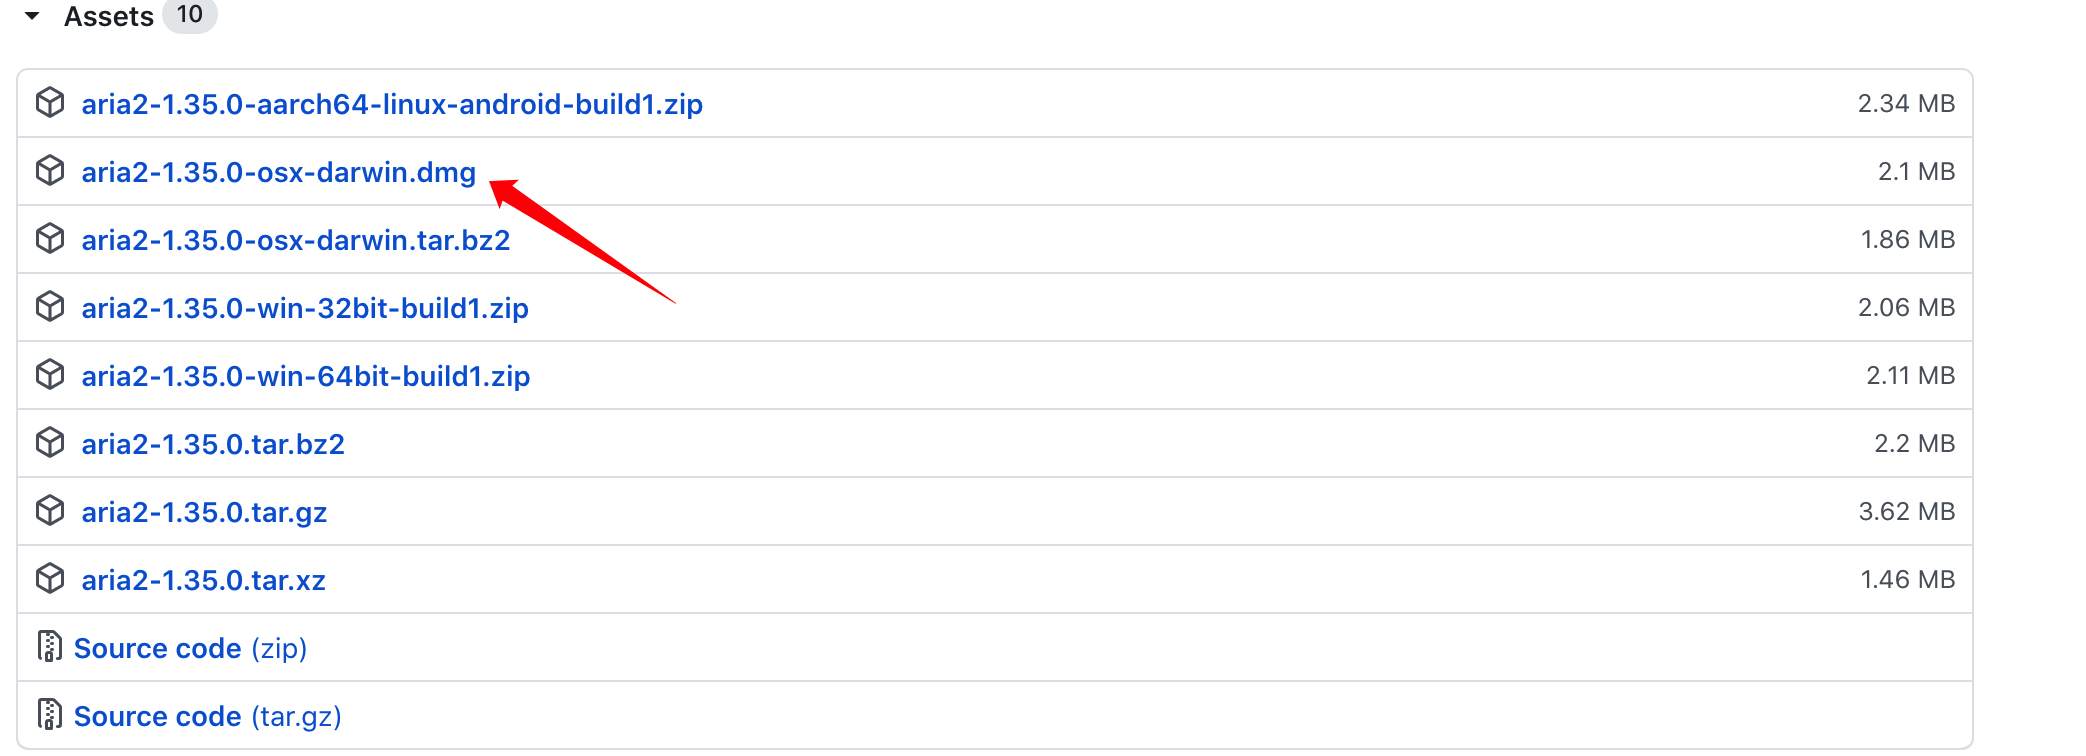 Assets 10
aria2-1.35.0-aarch64-linux-android-build1.zip 2.34 MB
aria2-1.35.0-osx-darwin.dmg 2.1 MB
aria2-1.35.0-osx-darwin.tar.bz2 1.86 MB
aria2-1.35.0-win-32bit-build1.zip 2.06 MB
aria2-1.35.0-win-64bit-build1.zip 2.11 MB
aria2-1.35.0.tar.bz2 2.2 MB
aria2-1.35.0.tar.gz 3.62 MB
aria2-1.35.0.tar.xz 1.46 MB
Source code (zip)
Source code (tar.gz)